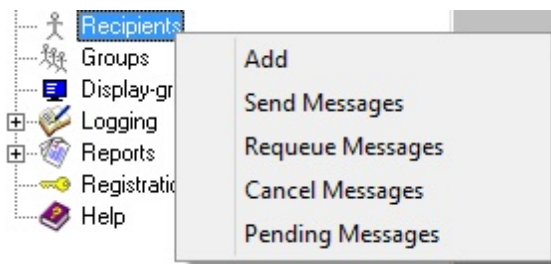 Recipients
Groups
Display-gr
Logging
Reports
Registratic
Help
Add
Send Messages
Requeue Messages
Cancel Messages
Pending Messages